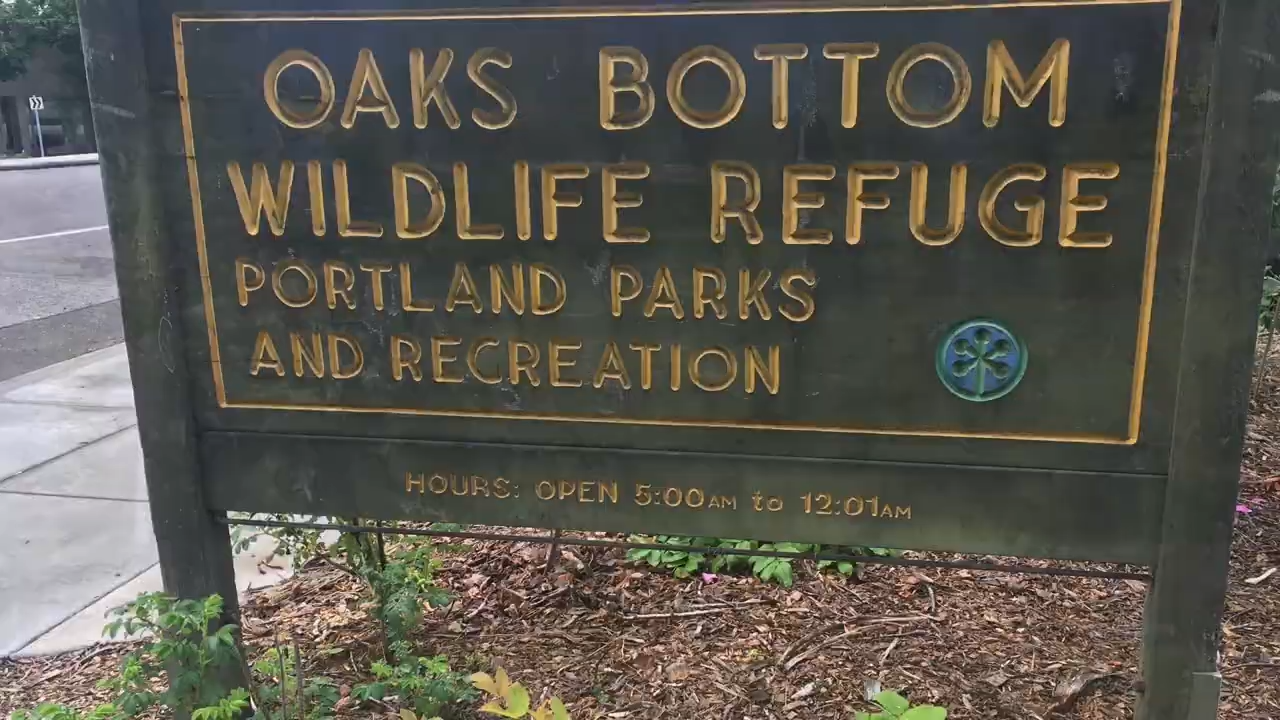 OAKS BOTTOM
WILDLIFE REFUGE
PORTLAND PARKS
AND RECREATION
HOURS: OPEN 5:00AM to 12:01AM